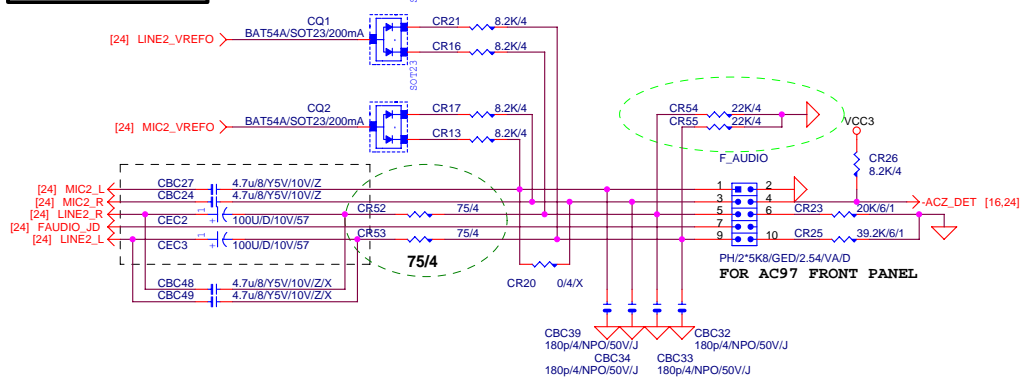 CQ1
BAT54A/SOT23/200mA
[24] LINE2_VREFO
SOT23
CR21 8.2K/4
CR16 8.2K/4
CQ2
BAT54A/SOT23/200mA
[24] MIC2_VREFO
CR17 8.2K/4
CR13 8.2K/4
CR54 22K/4
CR55 22K/4
VCC3
F_AUDIO
CR26
8.2K/4
[24] MIC2_L CBC27 4.7u/8/Y5V/10V/Z 1 2
[24] MIC2_R CBC24 4.7u/8/Y5V/10V/Z 3 4 -ACZ_DET [16,24]
[24] LINE2_R CEC2 1 + 100U/D/10V/57 CR52 75/4 5 6 CR23 20K/6/1
[24] FAUDIO_JD 7 8
[24] LINE2_L CEC3 1 + 100U/D/10V/57 CR53 75/4 9 10 CR25 39.2K/6/1
75/4
PH/2*5K8/GED/2.54/VA/D
FOR AC97 FRONT PANEL
CBC48 4.7u/8/Y5V/10V/Z/X
CBC49 4.7u/8/Y5V/10V/Z/X
CR20 0/4/X
CBC39
180p/4/NPO/50V/J
CBC34
180p/4/NPO/50V/J
CBC32
180p/4/NPO/50V/J
CBC33
180p/4/NPO/50V/J